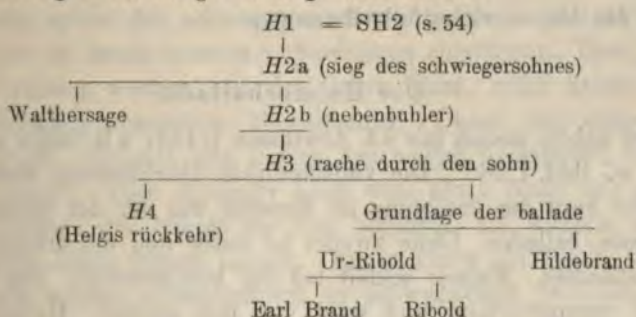 H1 = SH2 (s. 54)
H2a (sieg des schwiegersohnes)
Walthersage H2b (nebenbuhler)
H3 (rache durch den sohn)
H4 Grundlage der ballade
(Helgis rückkehr)
Ur-Ribold Hildebrand
Earl Brand Ribold